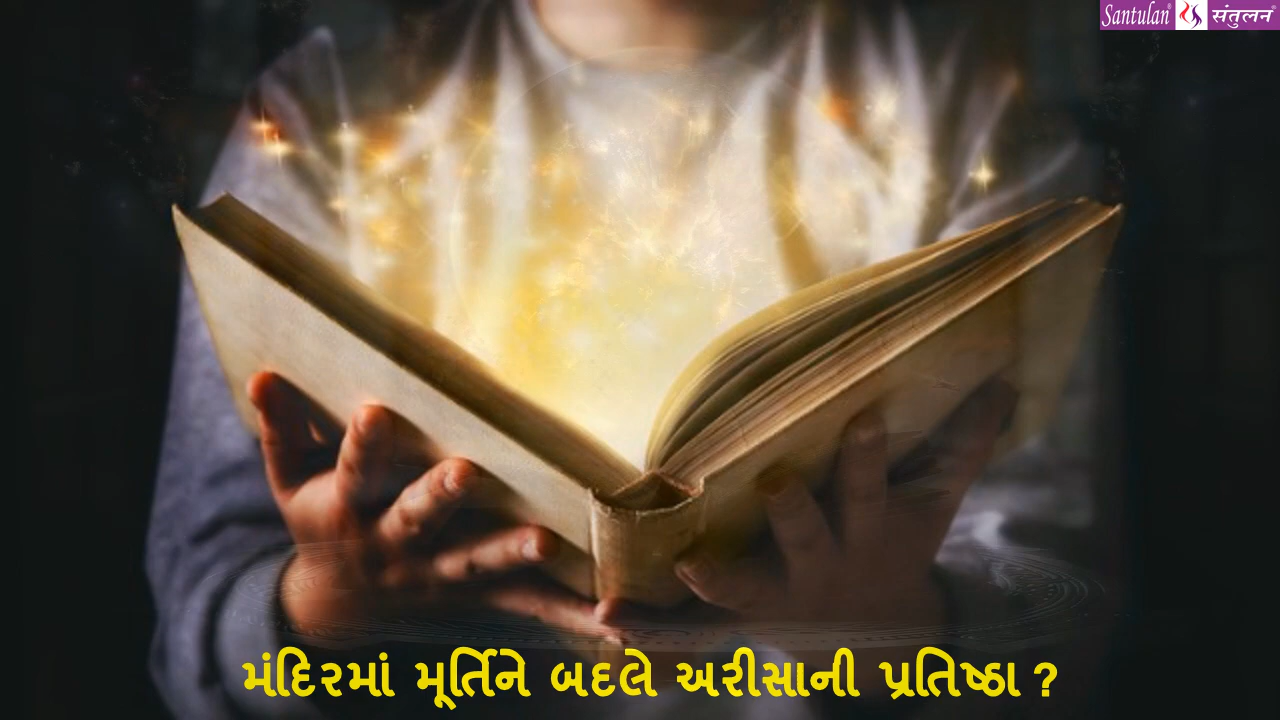 Santulan® संतुलन®
મંદિરમાં મૂર્તિને બદલે અરીસાની પ્રતિષ્ઠા ?